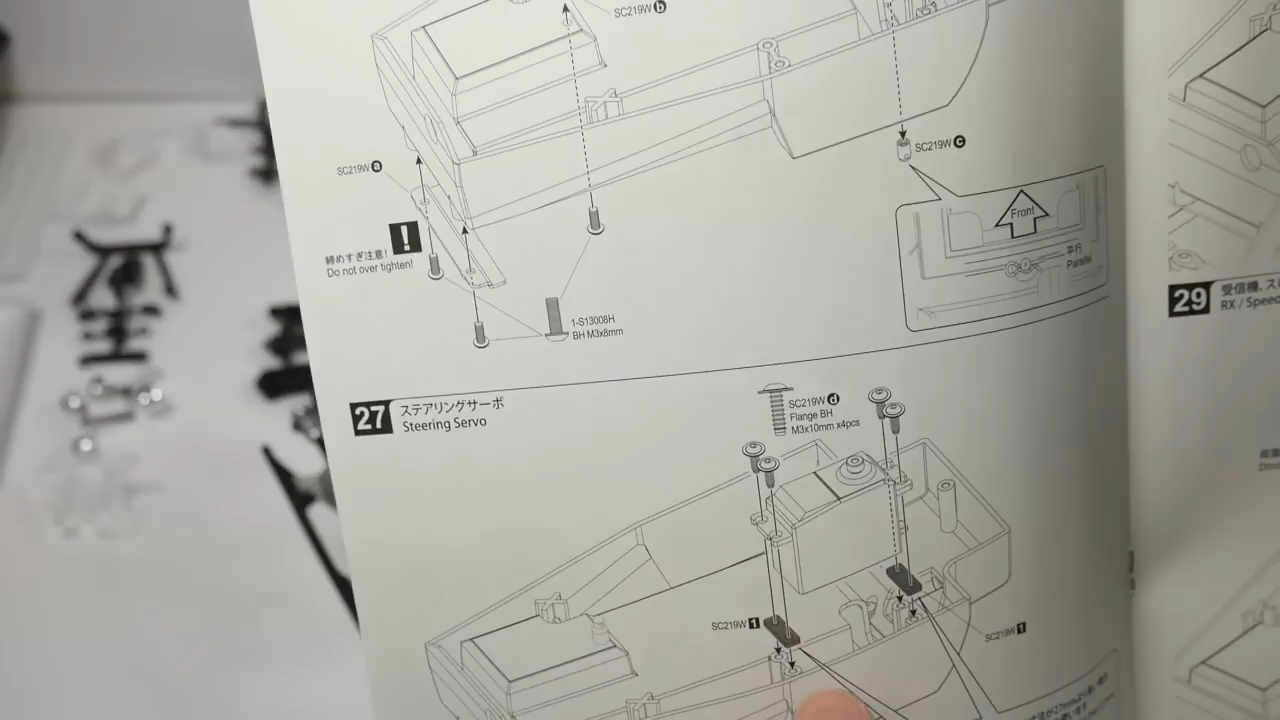 SC219W b
SC219W c
SC219W a
Front
平行
Parallel
!
締めすぎ注意!
Do not over tighten!
1-S13008H
BH M3x8mm
29
受信機、
RX / Speed
27
ステアリングサーボ
Steering Servo
SC219W d
Flange BH
M3x10mm x4pcs
SC219W 1
SC219W 1